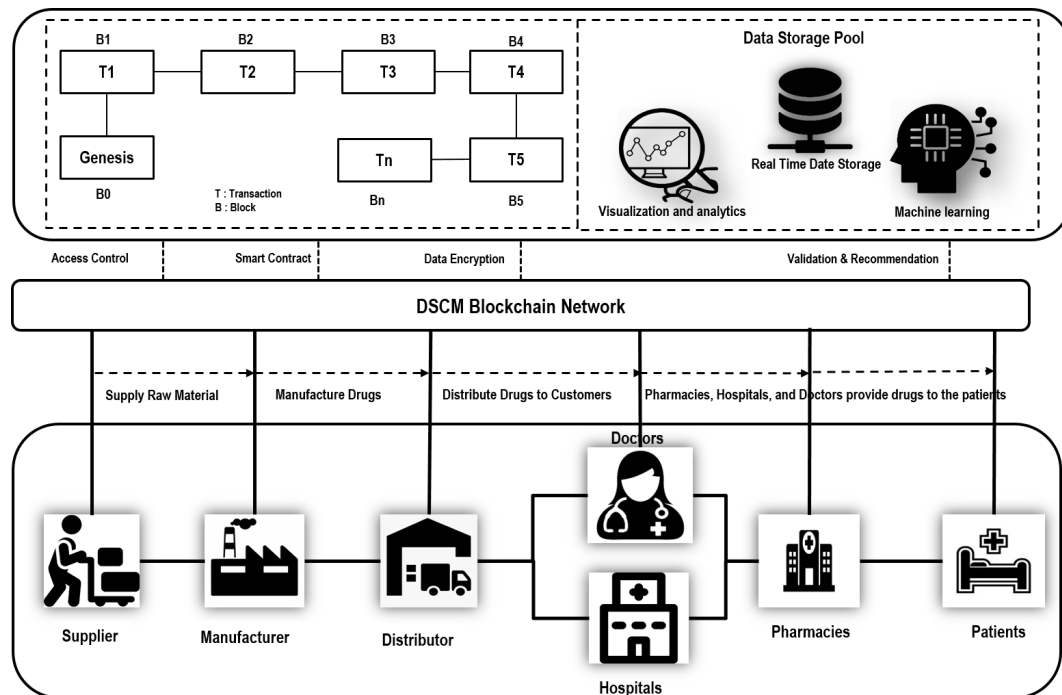 B1
B2
B3
B4
Data Storage Pool
T1
T2
T3
T4
Genesis
Tn
T5
Real Time Date Storage
B0
T : Transaction
B : Block
Bn
B5
Visualization and analytics
Machine learning
Access Control
Smart Contract
Data Encryption
Validation & Recommendation
DSCM Blockchain Network
Supply Raw Material
Manufacture Drugs
Distribute Drugs to Customers
Pharmacies, Hospitals, and Doctors provide drugs to the patients
Doctors
Supplier
Manufacturer
Distributor
Pharmacies
Patients
Hospitals